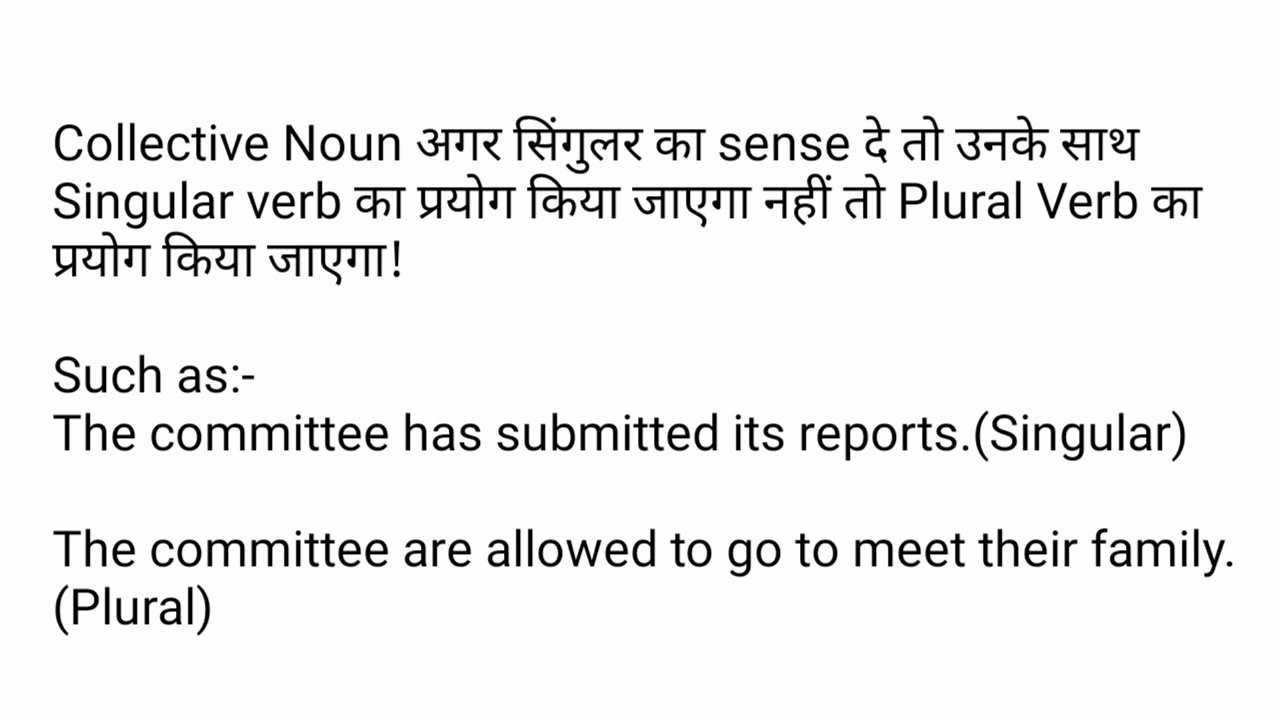 Collective Noun अगर सिंगुलर का sense दे तो उनके साथ
Singular verb का प्रयोग किया जाएगा नहीं तो Plural Verb का
प्रयोग किया जाएगा!
Such as:-
The committee has submitted its reports.(Singular)
The committee are allowed to go to meet their family.
(Plural)